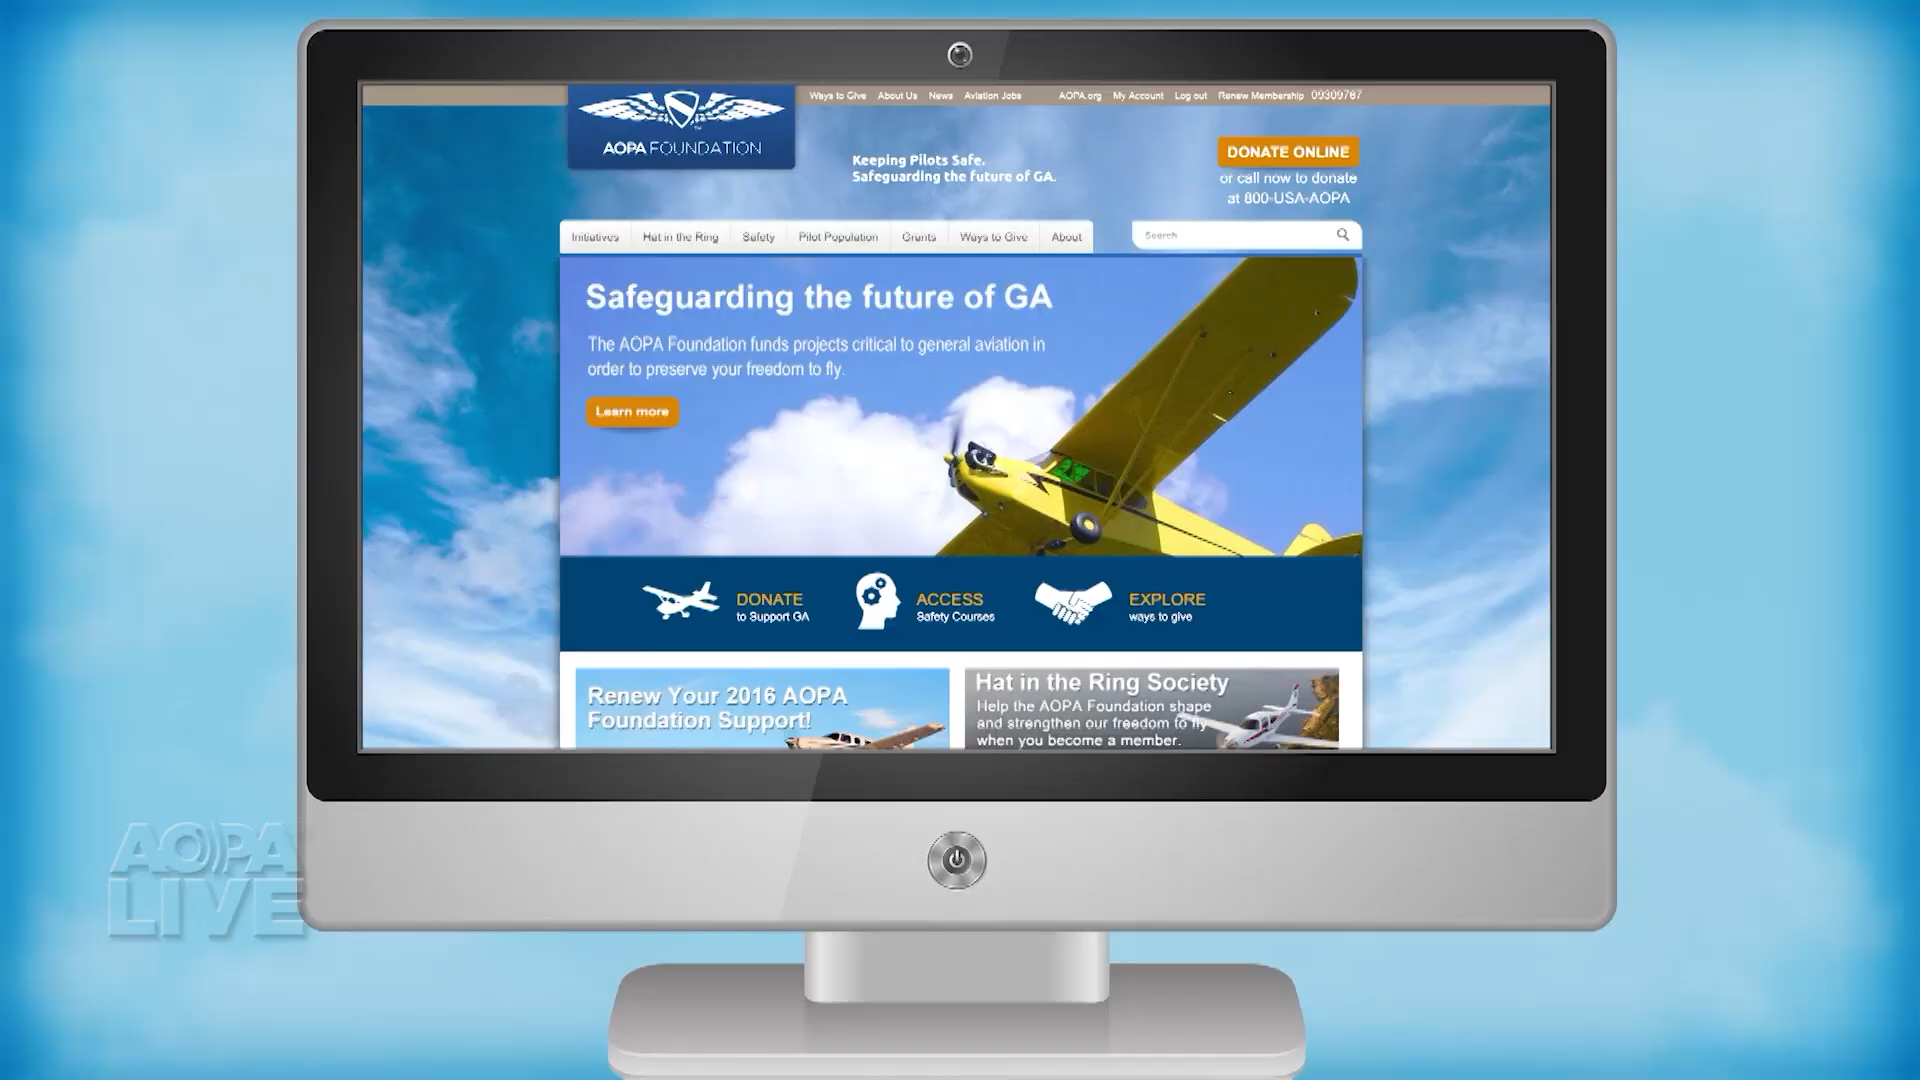 Ways to Give About Us News Aviation Jobs AOPA.org My Account Log out Renew Membership 09309767
AOPA FOUNDATION
Keeping Pilots Safe.
Safeguarding the future of GA.
DONATE ONLINE
or call now to donate
at 800-USA-AOPA
Initiatives Hat in the Ring Safety Pilot Population Grants Ways to Give About
Search
Safeguarding the future of GA
The AOPA Foundation funds projects critical to general aviation in
order to preserve your freedom to fly.
Learn more
DONATE
to Support GA
ACCESS
Safety Courses
EXPLORE
ways to give
Renew Your 2016 AOPA
Foundation Support!
Hat in the Ring Society
Help the AOPA Foundation shape
and strengthen our freedom to fly
when you become a member.
AOPA
LIVE